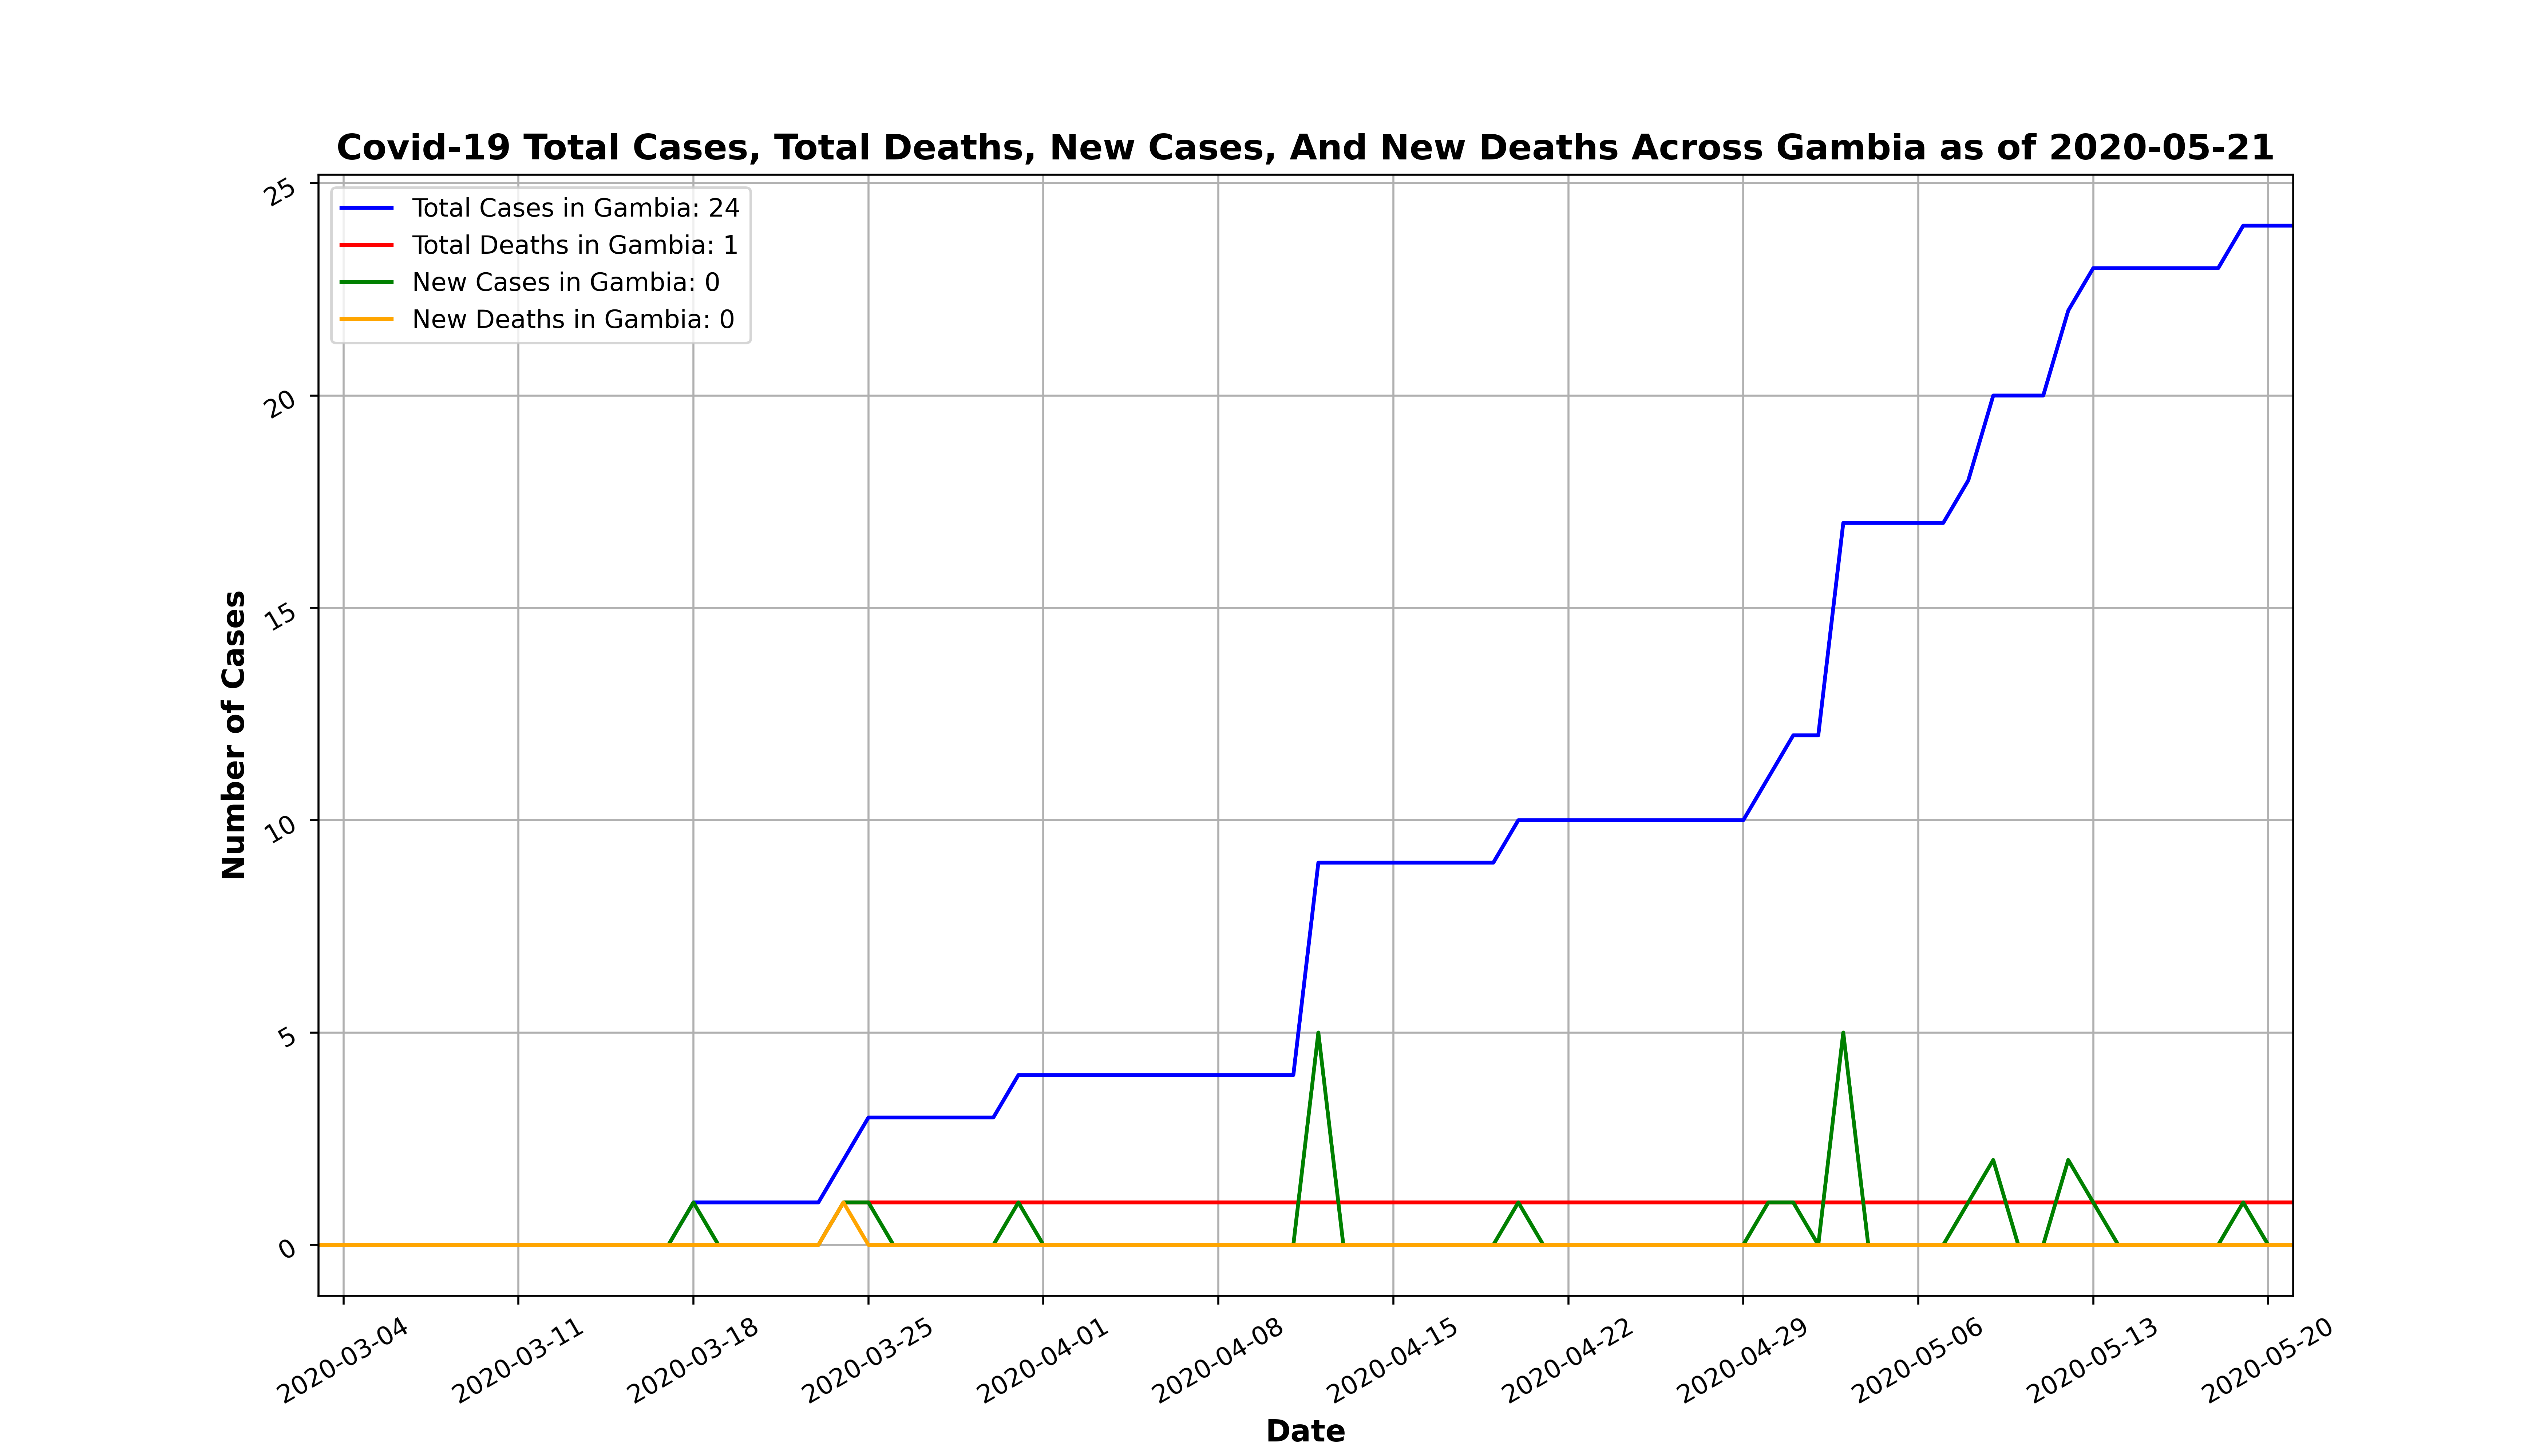 Covid-19 Total Cases, Total Deaths, New Cases, And New Deaths Across Gambia as of 2020-05-21
Total Cases in Gambia: 24
Total Deaths in Gambia: 1
New Cases in Gambia: 0
New Deaths in Gambia: 0
Number of Cases
25
20
15
10
5
0
2020-03-04
2020-03-11
2020-03-18
2020-03-25
2020-04-01
2020-04-08
2020-04-15
2020-04-22
2020-04-29
2020-05-06
2020-05-13
2020-05-20
Date